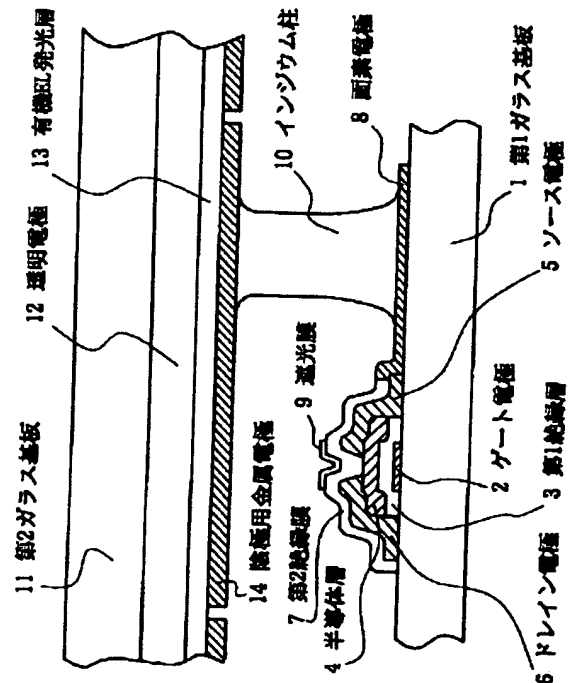 11 第2ガラス基板
12 透明電極
13 有機EL発光層
14 陰極用金属電極
10 インジウム柱
9 遮光膜
8 画素電極
7 第2絶縁膜
4 半導体層
6 ドレイン電極
3 第1絶縁層
2 ゲート電極
5 ソース電極
1 第1ガラス基板